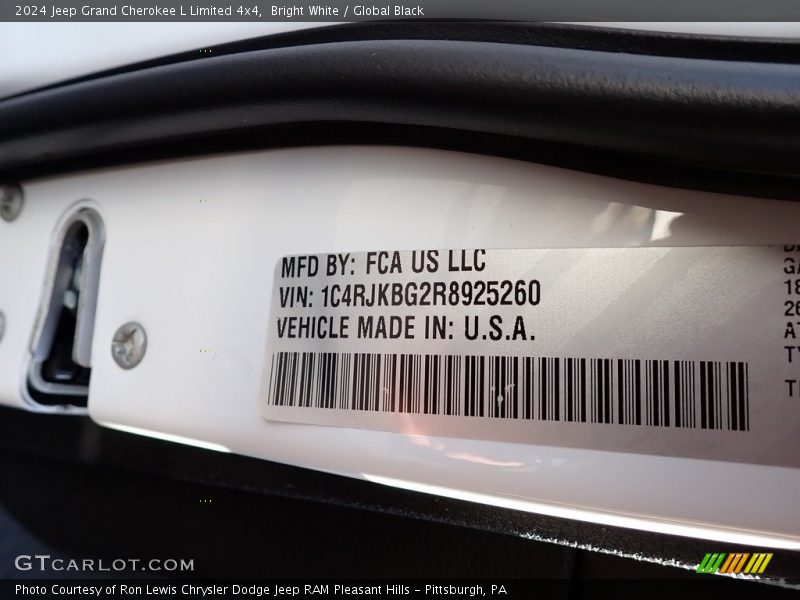 2024 Jeep Grand Cherokee L Limited 4x4,  Bright White / Global Black
MFD BY: FCA US LLC
VIN: 1C4RJKBG2R8925260
VEHICLE MADE IN: U.S.A.
GTCARLOT.COM
Photo Courtesy of Ron Lewis Chrysler Dodge Jeep RAM Pleasant Hills - Pittsburgh, PA